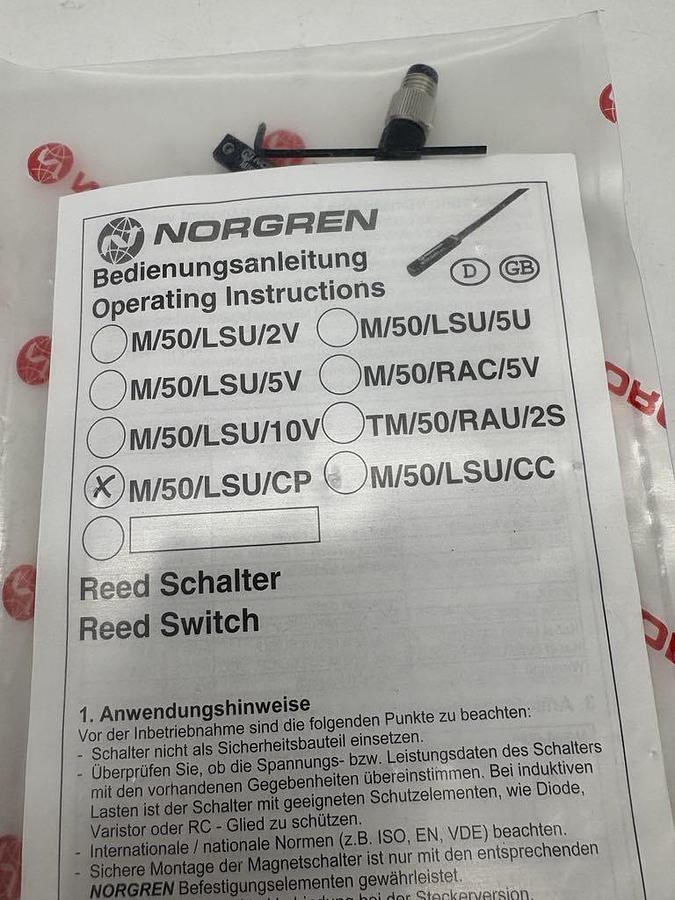 NORGREN
Bedienungsanleitung
Operating Instructions
D GB
M/50/LSU/2V M/50/LSU/5U
M/50/LSU/5V M/50/RAC/5V
M/50/LSU/10V TM/50/RAU/2S
X M/50/LSU/CP M/50/LSU/CC
Reed Schalter
Reed Switch
1. Anwendungshinweise
Vor der Inbetriebnahme sind die folgenden Punkte zu beachten:
- Schalter nicht als Sicherheitsbauteil einsetzen.
- Überprüfen Sie, ob die Spannungs- bzw. Leistungsdaten des Schalters
mit den vorhandenen Gegebenheiten übereinstimmen. Bei induktiven
Lasten ist der Schalter mit geeigneten Schutzelementen, wie Diode,
Varistor oder RC - Glied zu schützen.
- Internationale / nationale Normen (z.B. ISO, EN, VDE) beachten.
- Sichere Montage der Magnetschalter ist nur mit den entsprechenden
NORGREN Befestigungselementen gewährleistet.
bei der Steckerversion.